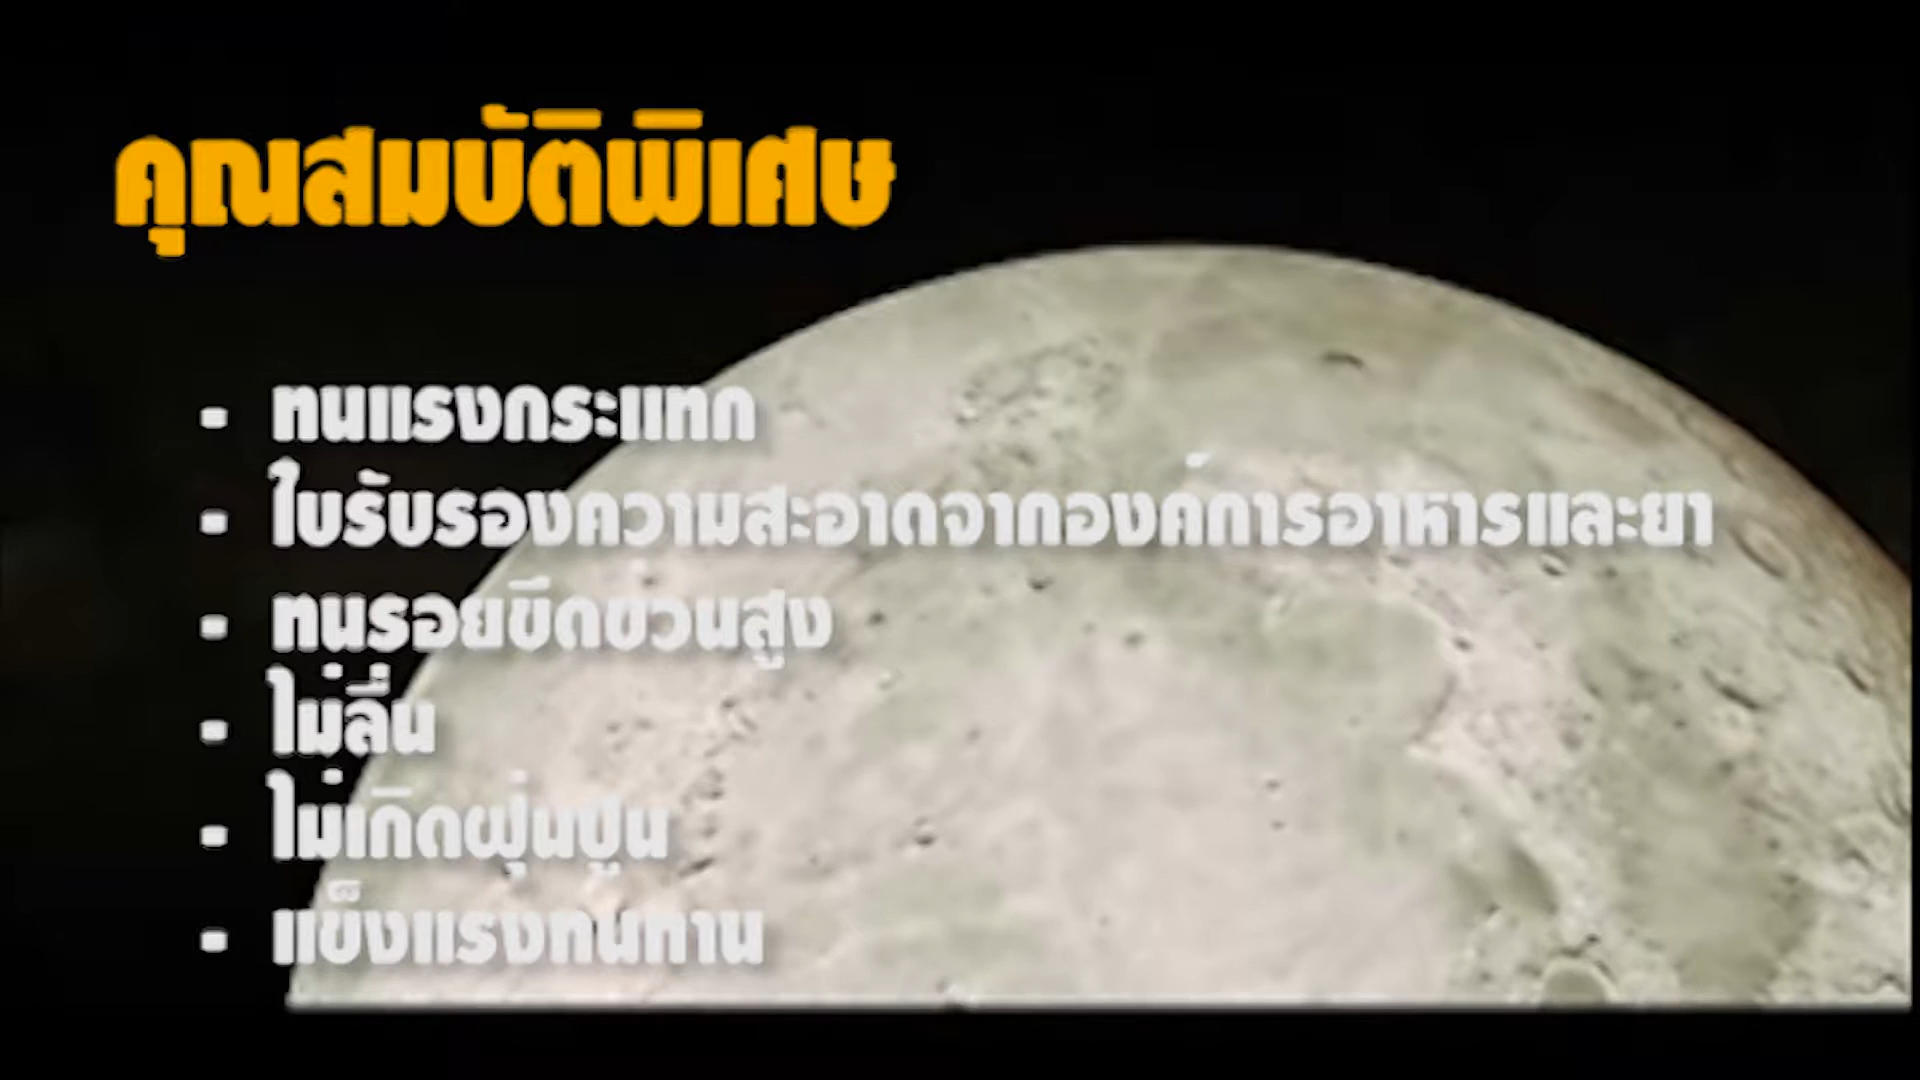 คุณสมบัติพิเศษ
- ทนแรงกระแทก
- ใบรับรองความสะอาดจากองค์การอาหารและยา
- ทนรอยขีดขวนสูง
- ไม่ลื่น
- ไม่เกิดฝุ่นปูน
- แข็งแรงทนทาน